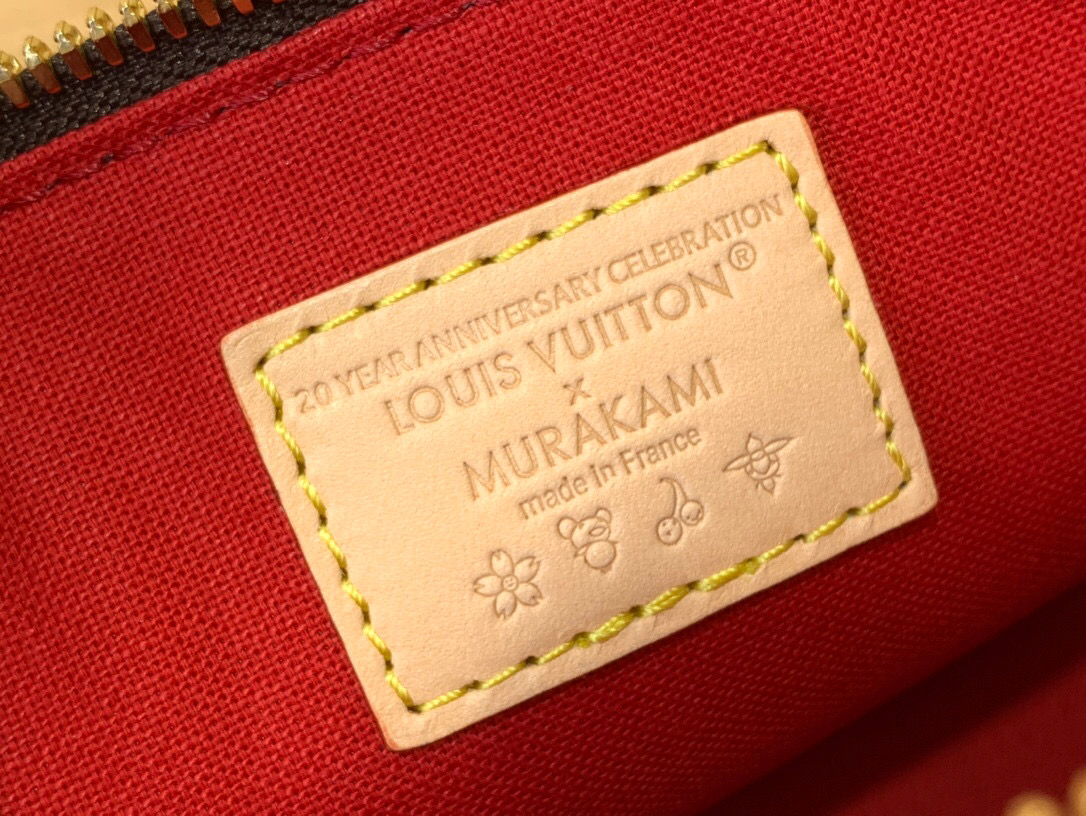 20 YEAR ANNIVERSARY CELEBRATION
LOUIS VUITTON®
x
MURAKAMI
made in France